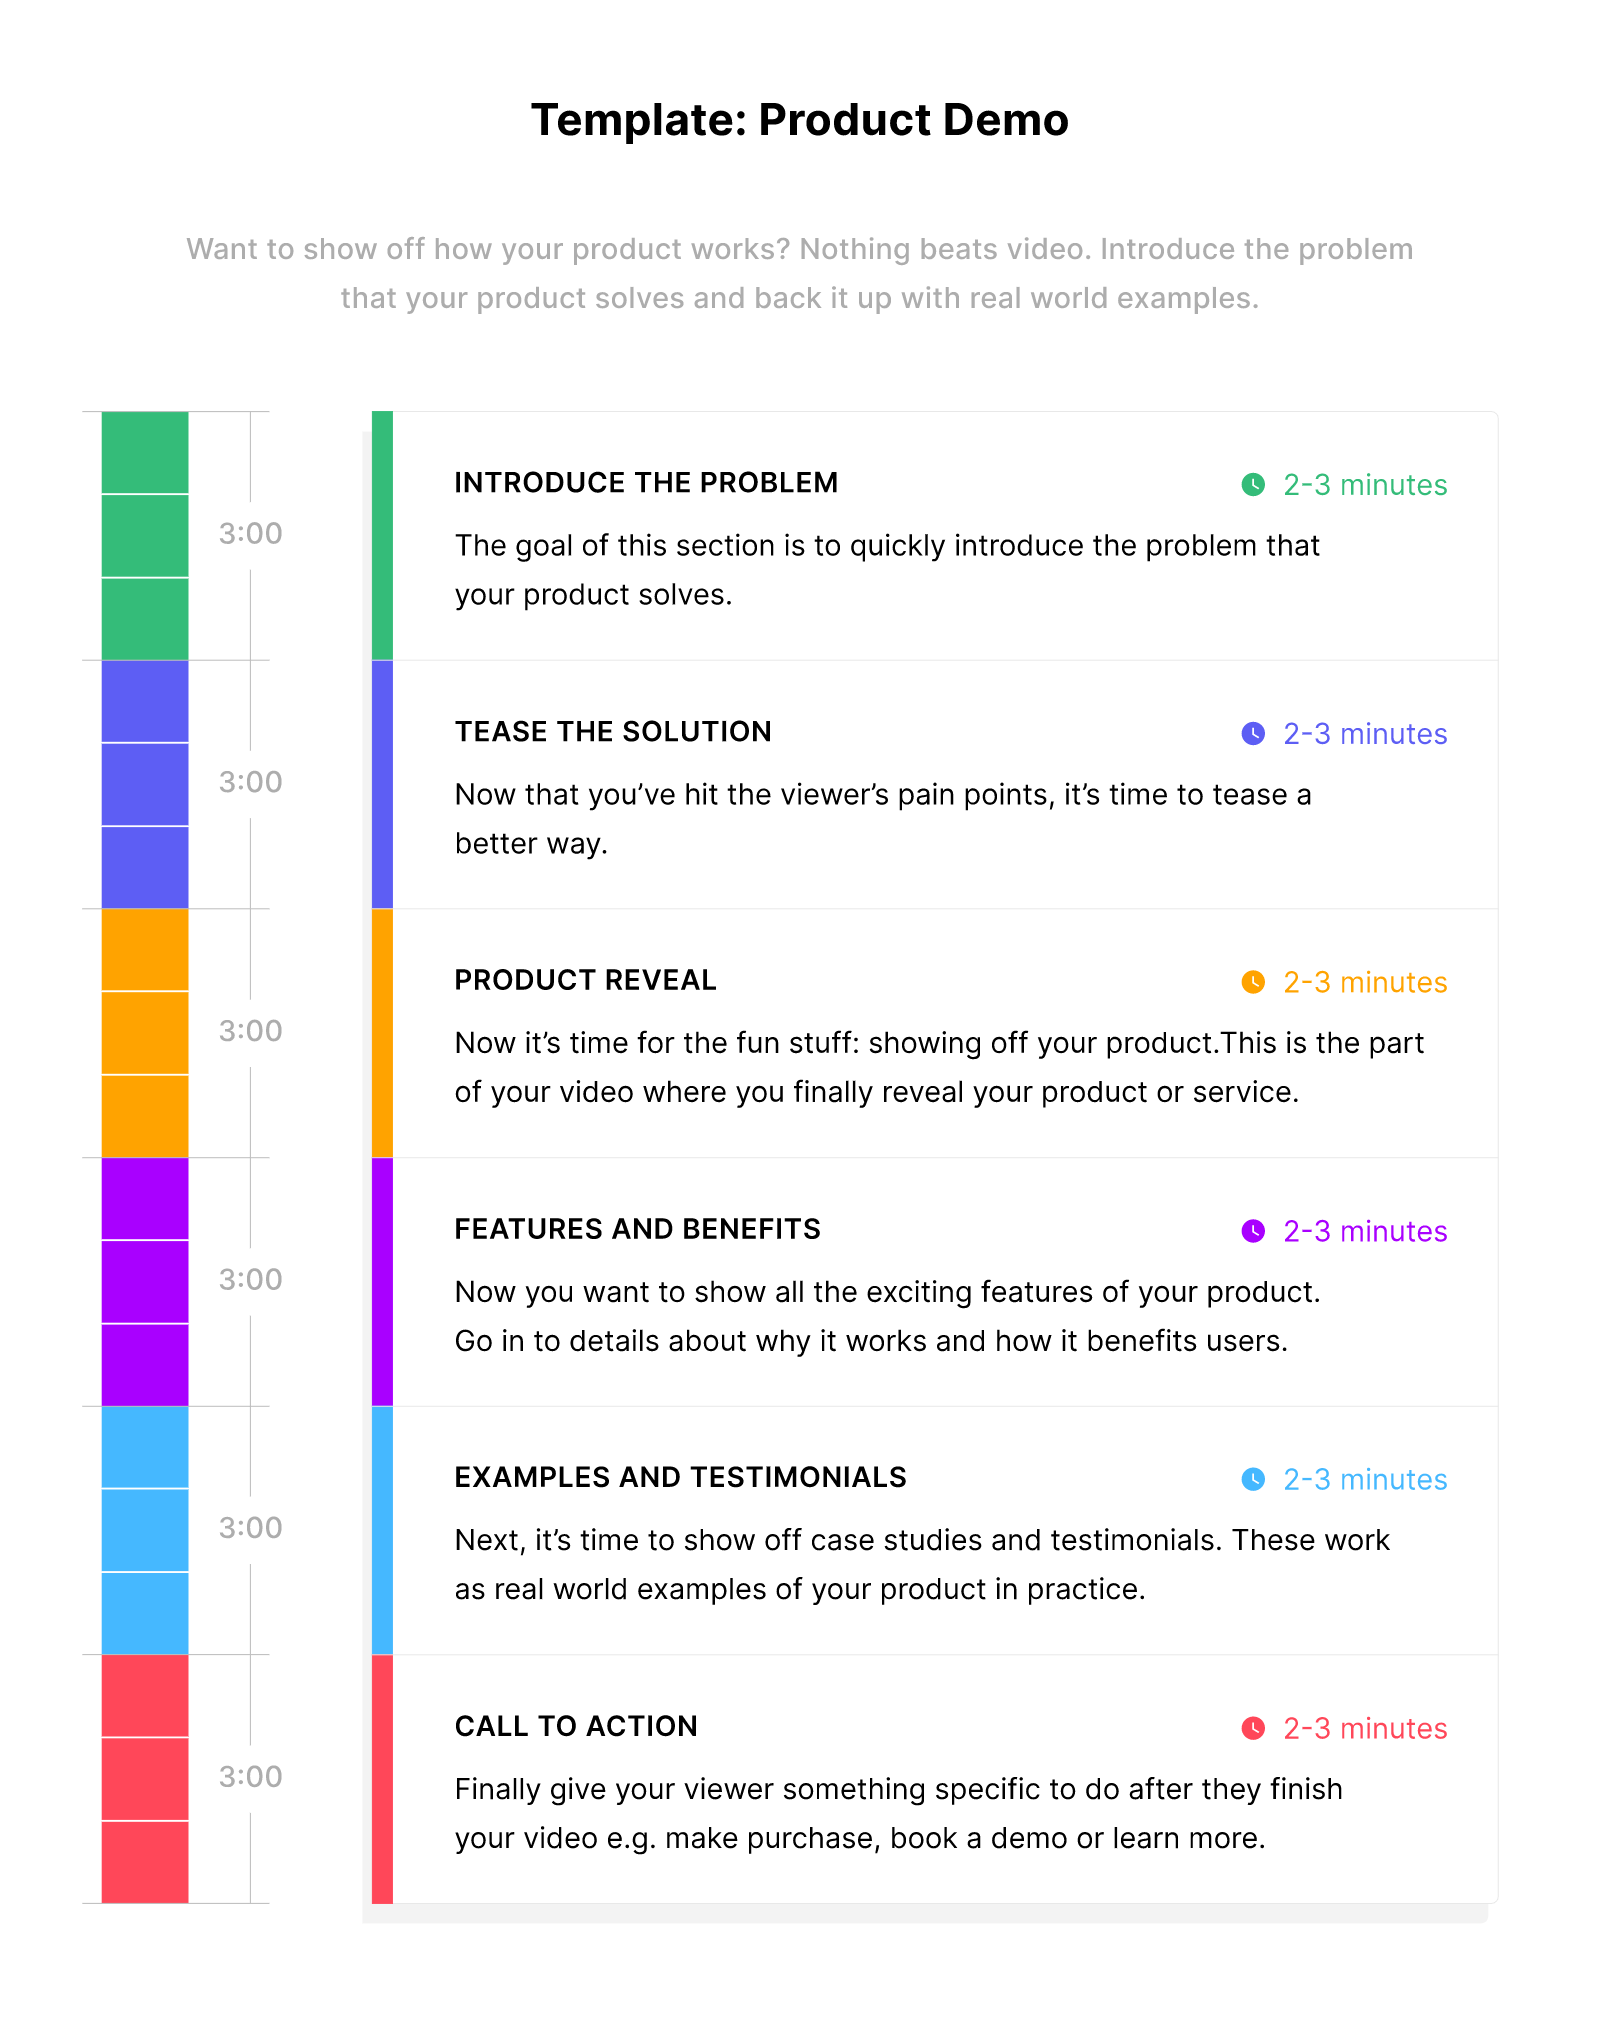 Template: Product Demo
Want to show off how your product works? Nothing beats video. Introduce the problem
that your product solves and back it up with real world examples.
3:00
INTRODUCE THE PROBLEM
2-3 minutes
The goal of this section is to quickly introduce the problem that
your product solves.
3:00
TEASE THE SOLUTION
2-3 minutes
Now that you’ve hit the viewer’s pain points, it’s time to tease a
better way.
3:00
PRODUCT REVEAL
2-3 minutes
Now it’s time for the fun stuff: showing off your product.This is the part
of your video where you finally reveal your product or service.
3:00
FEATURES AND BENEFITS
2-3 minutes
Now you want to show all the exciting features of your product.
Go in to details about why it works and how it benefits users.
3:00
EXAMPLES AND TESTIMONIALS
2-3 minutes
Next, it’s time to show off case studies and testimonials. These work
as real world examples of your product in practice.
3:00
CALL TO ACTION
2-3 minutes
Finally give your viewer something specific to do after they finish
your video e.g. make purchase, book a demo or learn more.